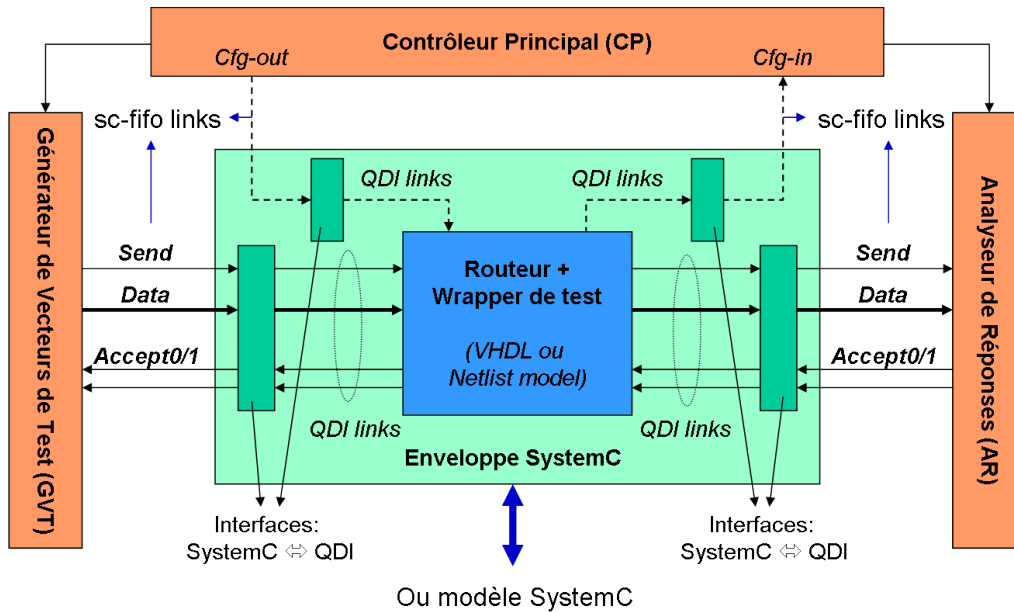 Contrôleur Principal (CP)
Cfg-out
Cfg-in
sc-fifo links
sc-fifo links
Générateur de
Vecteurs de Test (GVT)
QDI links
QDI links
Analyseur
de Réponses (AR)
Send
Data
Accept0/1
Routeur +
Wrapper de test
(VHDL ou
Netlist model)
Send
Data
Accept0/1
QDI links
QDI links
Enveloppe SystemC
Interfaces:
SystemC ⇔ QDI
Interfaces:
SystemC ⇔ QDI
Ou modèle SystemC